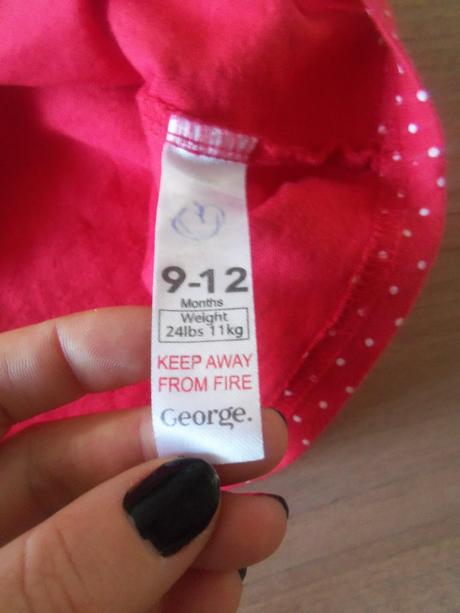 9-12
Months
Weight
24lbs 11kg
KEEP AWAY
FROM FIRE
George.